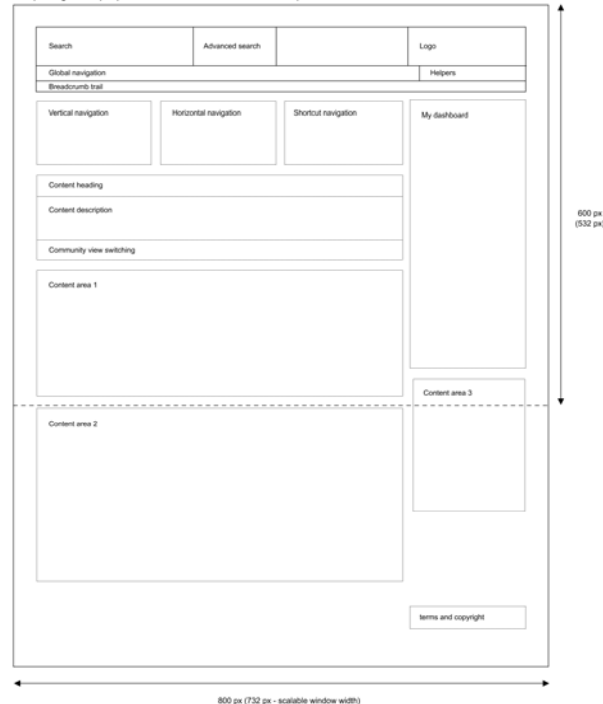 Search
Advanced search
Logo
Global navigation
Helpers
Breadcrumb trail
Vertical navigation
Horizontal navigation
Shortcut navigation
My dashboard
Content heading
Content description
Community view switching
Content area 1
600 px
(532 px)
Content area 3
Content area 2
terms and copyright
800 px (732 px - scalable window width)